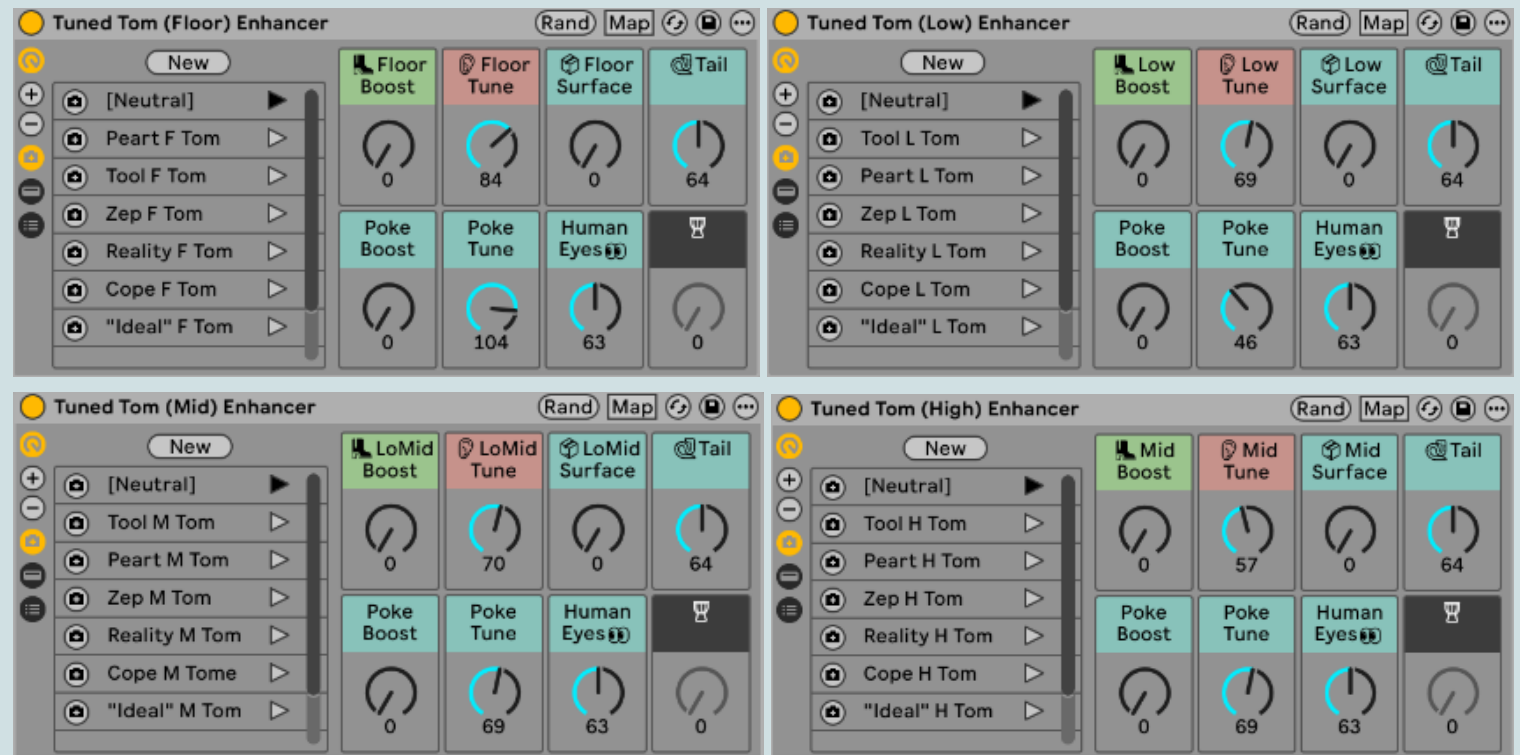 Tuned Tom (Floor) Enhancer
Rand
Map
New
[Neutral]
Peart F Tom
Tool F Tom
Zep F Tom
Reality F Tom
Cope F Tom
"Ideal" F Tom
Floor
Boost
0
Floor
Tune
84
Floor
Surface
0
Tail
64
Poke
Boost
0
Poke
Tune
104
Human
Eyes
63
0
Tuned Tom (Low) Enhancer
Rand
Map
New
[Neutral]
Tool L Tom
Peart L Tom
Zep L Tom
Reality L Tom
Cope L Tom
"Ideal" L Tom
Low
Boost
0
Low
Tune
69
Low
Surface
0
Tail
64
Poke
Boost
0
Poke
Tune
46
Human
Eyes
63
0
Tuned Tom (Mid) Enhancer
Rand
Map
New
[Neutral]
Tool M Tom
Peart M Tom
Zep M Tom
Reality M Tom
Cope M Tome
"Ideal" M Tom
LoMid
Boost
0
LoMid
Tune
70
LoMid
Surface
0
Tail
64
Poke
Boost
0
Poke
Tune
69
Human
Eyes
63
0
Tuned Tom (High) Enhancer
Rand
Map
New
[Neutral]
Tool H Tom
Peart H Tom
Zep H Tom
Reality H Tom
Cope H Tom
"Ideal" H Tom
Mid
Boost
0
Mid
Tune
57
Mid
Surface
0
Tail
64
Poke
Boost
0
Poke
Tune
69
Human
Eyes
63
0